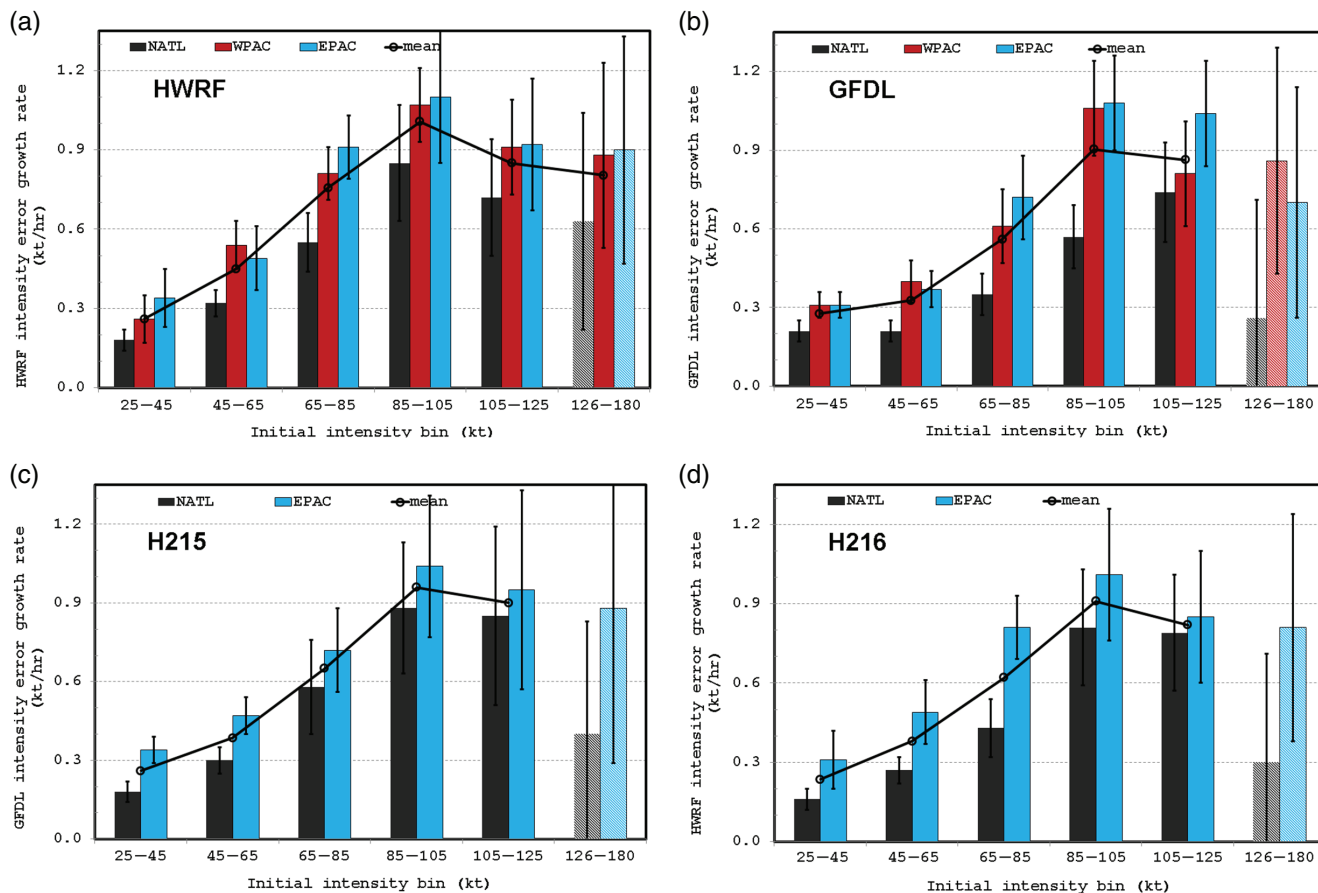 (a)
NATL WPAC EPAC mean
HWRF
HWRF intensity error growth rate
(kt/hr)
1.2
0.9
0.6
0.3
0.0
25—45 45—65 65—85 85—105 105—125 126—180
Initial intensity bin (kt)
(b)
NATL WPAC EPAC mean
GFDL
GFDL intensity error growth rate
(kt/hr)
1.2
0.9
0.6
0.3
0.0
25—45 45—65 65—85 85—105 105—125 126—180
Initial intensity bin (kt)
(c)
NATL EPAC mean
H215
GFDL intensity error growth rate
(kt/hr)
1.2
0.9
0.6
0.3
0.0
25—45 45—65 65—85 85—105 105—125 126—180
Initial intensity bin (kt)
(d)
NATL EPAC mean
H216
HWRF intensity error growth rate
(kt/hr)
1.2
0.9
0.6
0.3
0.0
25—45 45—65 65—85 85—105 105—125 126—180
Initial intensity bin (kt)